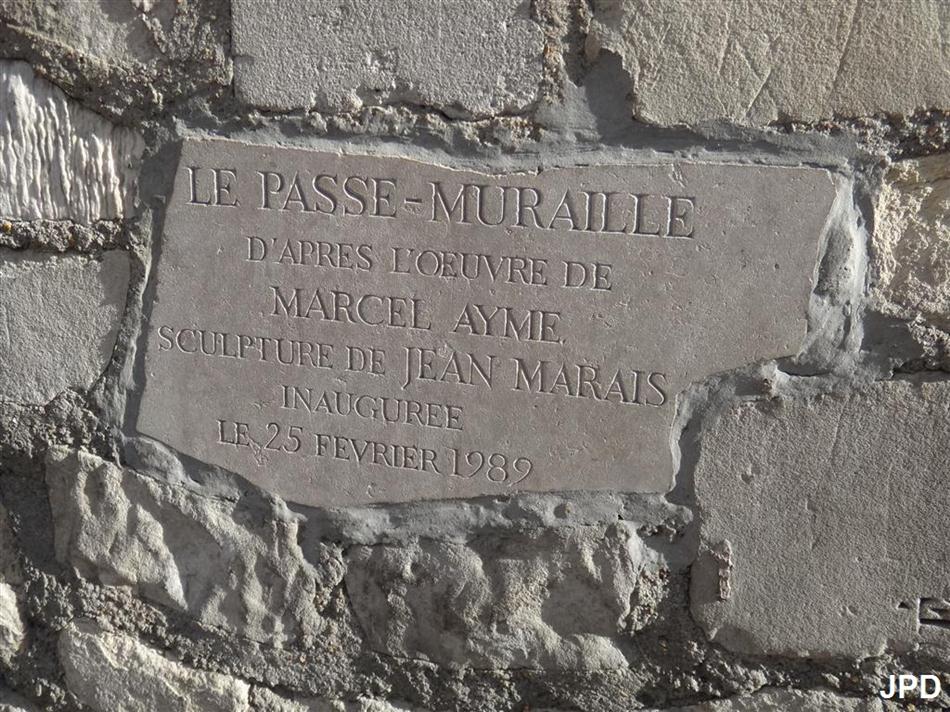 LE PASSE-MURAILLE
D'APRES L'OEUVRE DE
MARCEL AYME
SCULPTURE DE JEAN MARAIS
INAUGUREE
LE 25 FEVRIER 1989
JPD